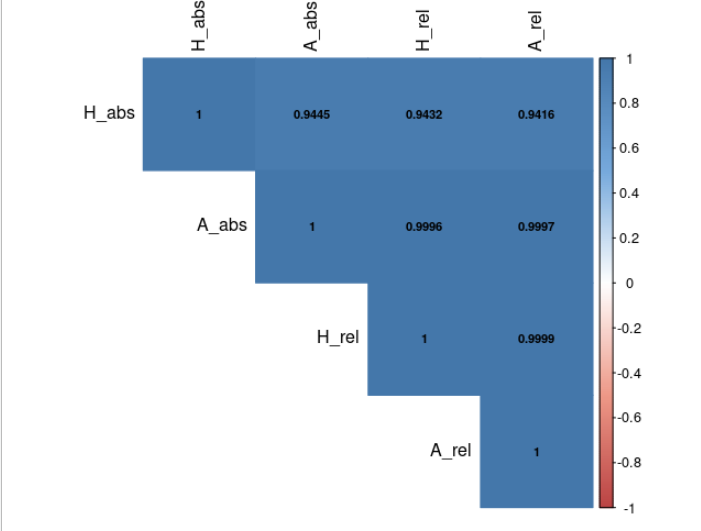 H_abs
A_abs
H_rel
A_rel
H_abs 1 0.9445 0.9432 0.9416
A_abs 1 0.9996 0.9997
H_rel 1 0.9999
A_rel 1
1
0.8
0.6
0.4
0.2
0
-0.2
-0.4
-0.6
-0.8
-1